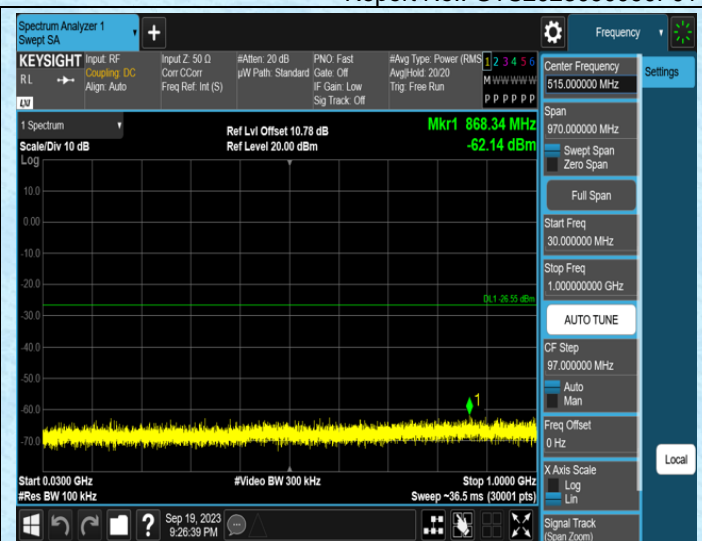 Spectrum Analyzer 1
Swept SA
+
Frequency
KEYSIGHT
RL
LXI
Input: RF
Coupling: DC
Align: Auto
Input Z: 50 Ω
Corr CCorr
Freq Ref: Int (S)
#Atten: 20 dB
µW Path: Standard
PNO: Fast
Gate: Off
IF Gain: Low
Sig Track: Off
#Avg Type: Power (RMS
Avg|Hold: 20/20
Trig: Free Run
1 2 3 4 5 6
M W W W W W
P P P P P P
Center Frequency
515.000000 MHz
Settings
Span
970.000000 MHz
Swept Span
Zero Span
Full Span
Start Freq
30.000000 MHz
Stop Freq
1.000000000 GHz
AUTO TUNE
CF Step
97.000000 MHz
Auto
Man
Freq Offset
0 Hz
X Axis Scale
Log
Lin
Local
Signal Track
(Span Zoom)
1 Spectrum
Scale/Div 10 dB
Log
Ref Lvl Offset 10.78 dB
Ref Level 20.00 dBm
Mkr1 868.34 MHz
-62.14 dBm
10.0
0.00
-10.0
-20.0
DL1 -26.55 dBm
-30.0
-40.0
-50.0
-60.0
1
-70.0
Start 0.0300 GHz
#Video BW 300 kHz
Stop 1.0000 GHz
#Res BW 100 kHz
Sweep ~36.5 ms (30001 pts)
?
Sep 19, 2023
9:26:39 PM